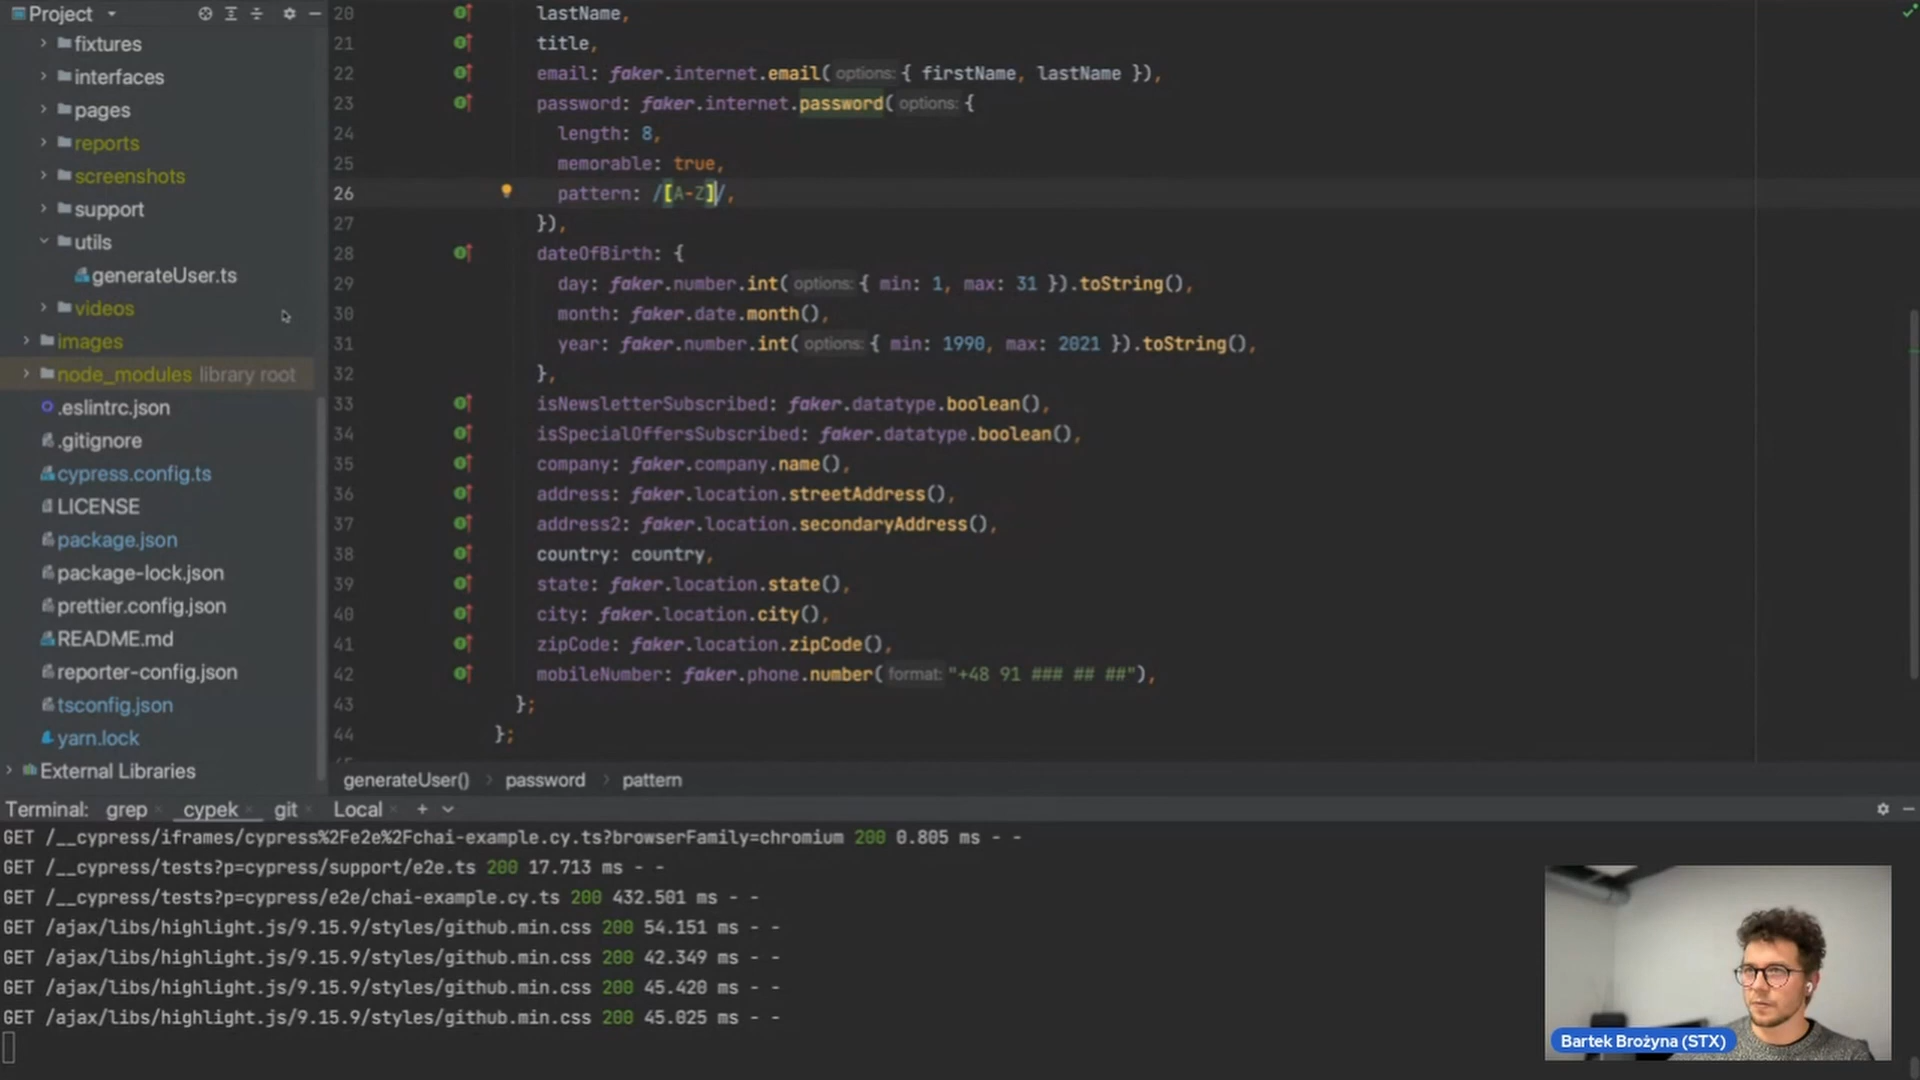 Project
fixtures
interfaces
pages
reports
screenshots
support
utils
generateUser.ts
videos
images
node_modules library root
.eslintrc.json
.gitignore
cypress.config.ts
LICENSE
package.json
package-lock.json
prettier.config.json
README.md
reporter-config.json
tsconfig.json
yarn.lock
External Libraries
20 lastName,
21 title,
22 email: faker.internet.email( options: { firstName, lastName }),
23 password: faker.internet.password( options: {
24 length: 8,
25 memorable: true,
26 pattern: /[A-Z]/,
27 }),
28 dateOfBirth: {
29 day: faker.number.int( options: { min: 1, max: 31 }).toString(),
30 month: faker.date.month(),
31 year: faker.number.int( options: { min: 1990, max: 2021 }).toString(),
32 },
33 isNewsletterSubscribed: faker.datatype.boolean(),
34 isSpecialOffersSubscribed: faker.datatype.boolean(),
35 company: faker.company.name(),
36 address: faker.location.streetAddress(),
37 address2: faker.location.secondaryAddress(),
38 country: country,
39 state: faker.location.state(),
40 city: faker.location.city(),
41 zipCode: faker.location.zipCode(),
42 mobileNumber: faker.phone.number( format: "+48 91 ### ## ##"),
43 };
44 };
generateUser() › password › pattern
Terminal: grep × cypek × git × Local × +
GET /__cypress/iframes/cypress%2Fe2e%2Fchai-example.cy.ts?browserFamily=chromium 200 0.805 ms - -
GET /__cypress/tests?p=cypress/support/e2e.ts 200 17.713 ms - -
GET /__cypress/tests?p=cypress/e2e/chai-example.cy.ts 200 432.501 ms - -
GET /ajax/libs/highlight.js/9.15.9/styles/github.min.css 200 54.151 ms - -
GET /ajax/libs/highlight.js/9.15.9/styles/github.min.css 200 42.349 ms - -
GET /ajax/libs/highlight.js/9.15.9/styles/github.min.css 200 45.420 ms - -
GET /ajax/libs/highlight.js/9.15.9/styles/github.min.css 200 45.025 ms - -
Bartek Brożyna (STX)